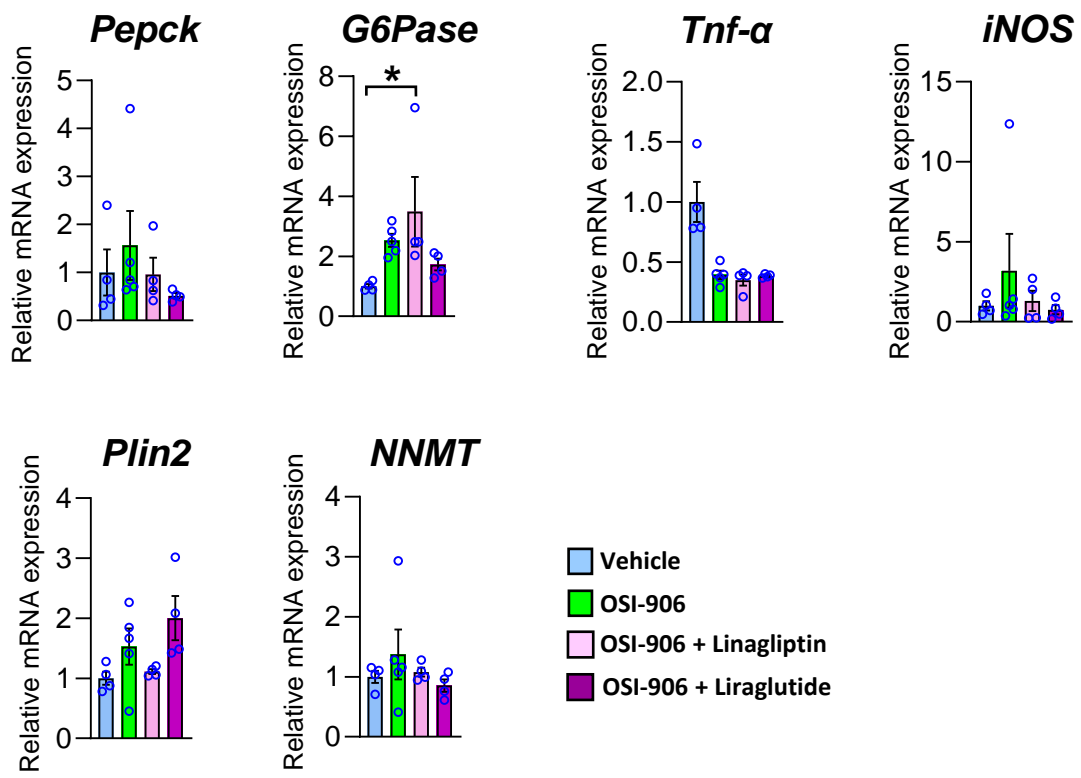 Pepck
G6Pase
Tnf-α
iNOS
Relative mRNA expression
5
4
3
2
1
0
Relative mRNA expression
8
6
4
2
0
*
Relative mRNA expression
2.0
1.5
1.0
0.5
0.0
Relative mRNA expression
15
10
5
0
Plin2
NNMT
Relative mRNA expression
4
3
2
1
0
Relative mRNA expression
4
3
2
1
0
Vehicle
OSI-906
OSI-906 + Linagliptin
OSI-906 + Liraglutide